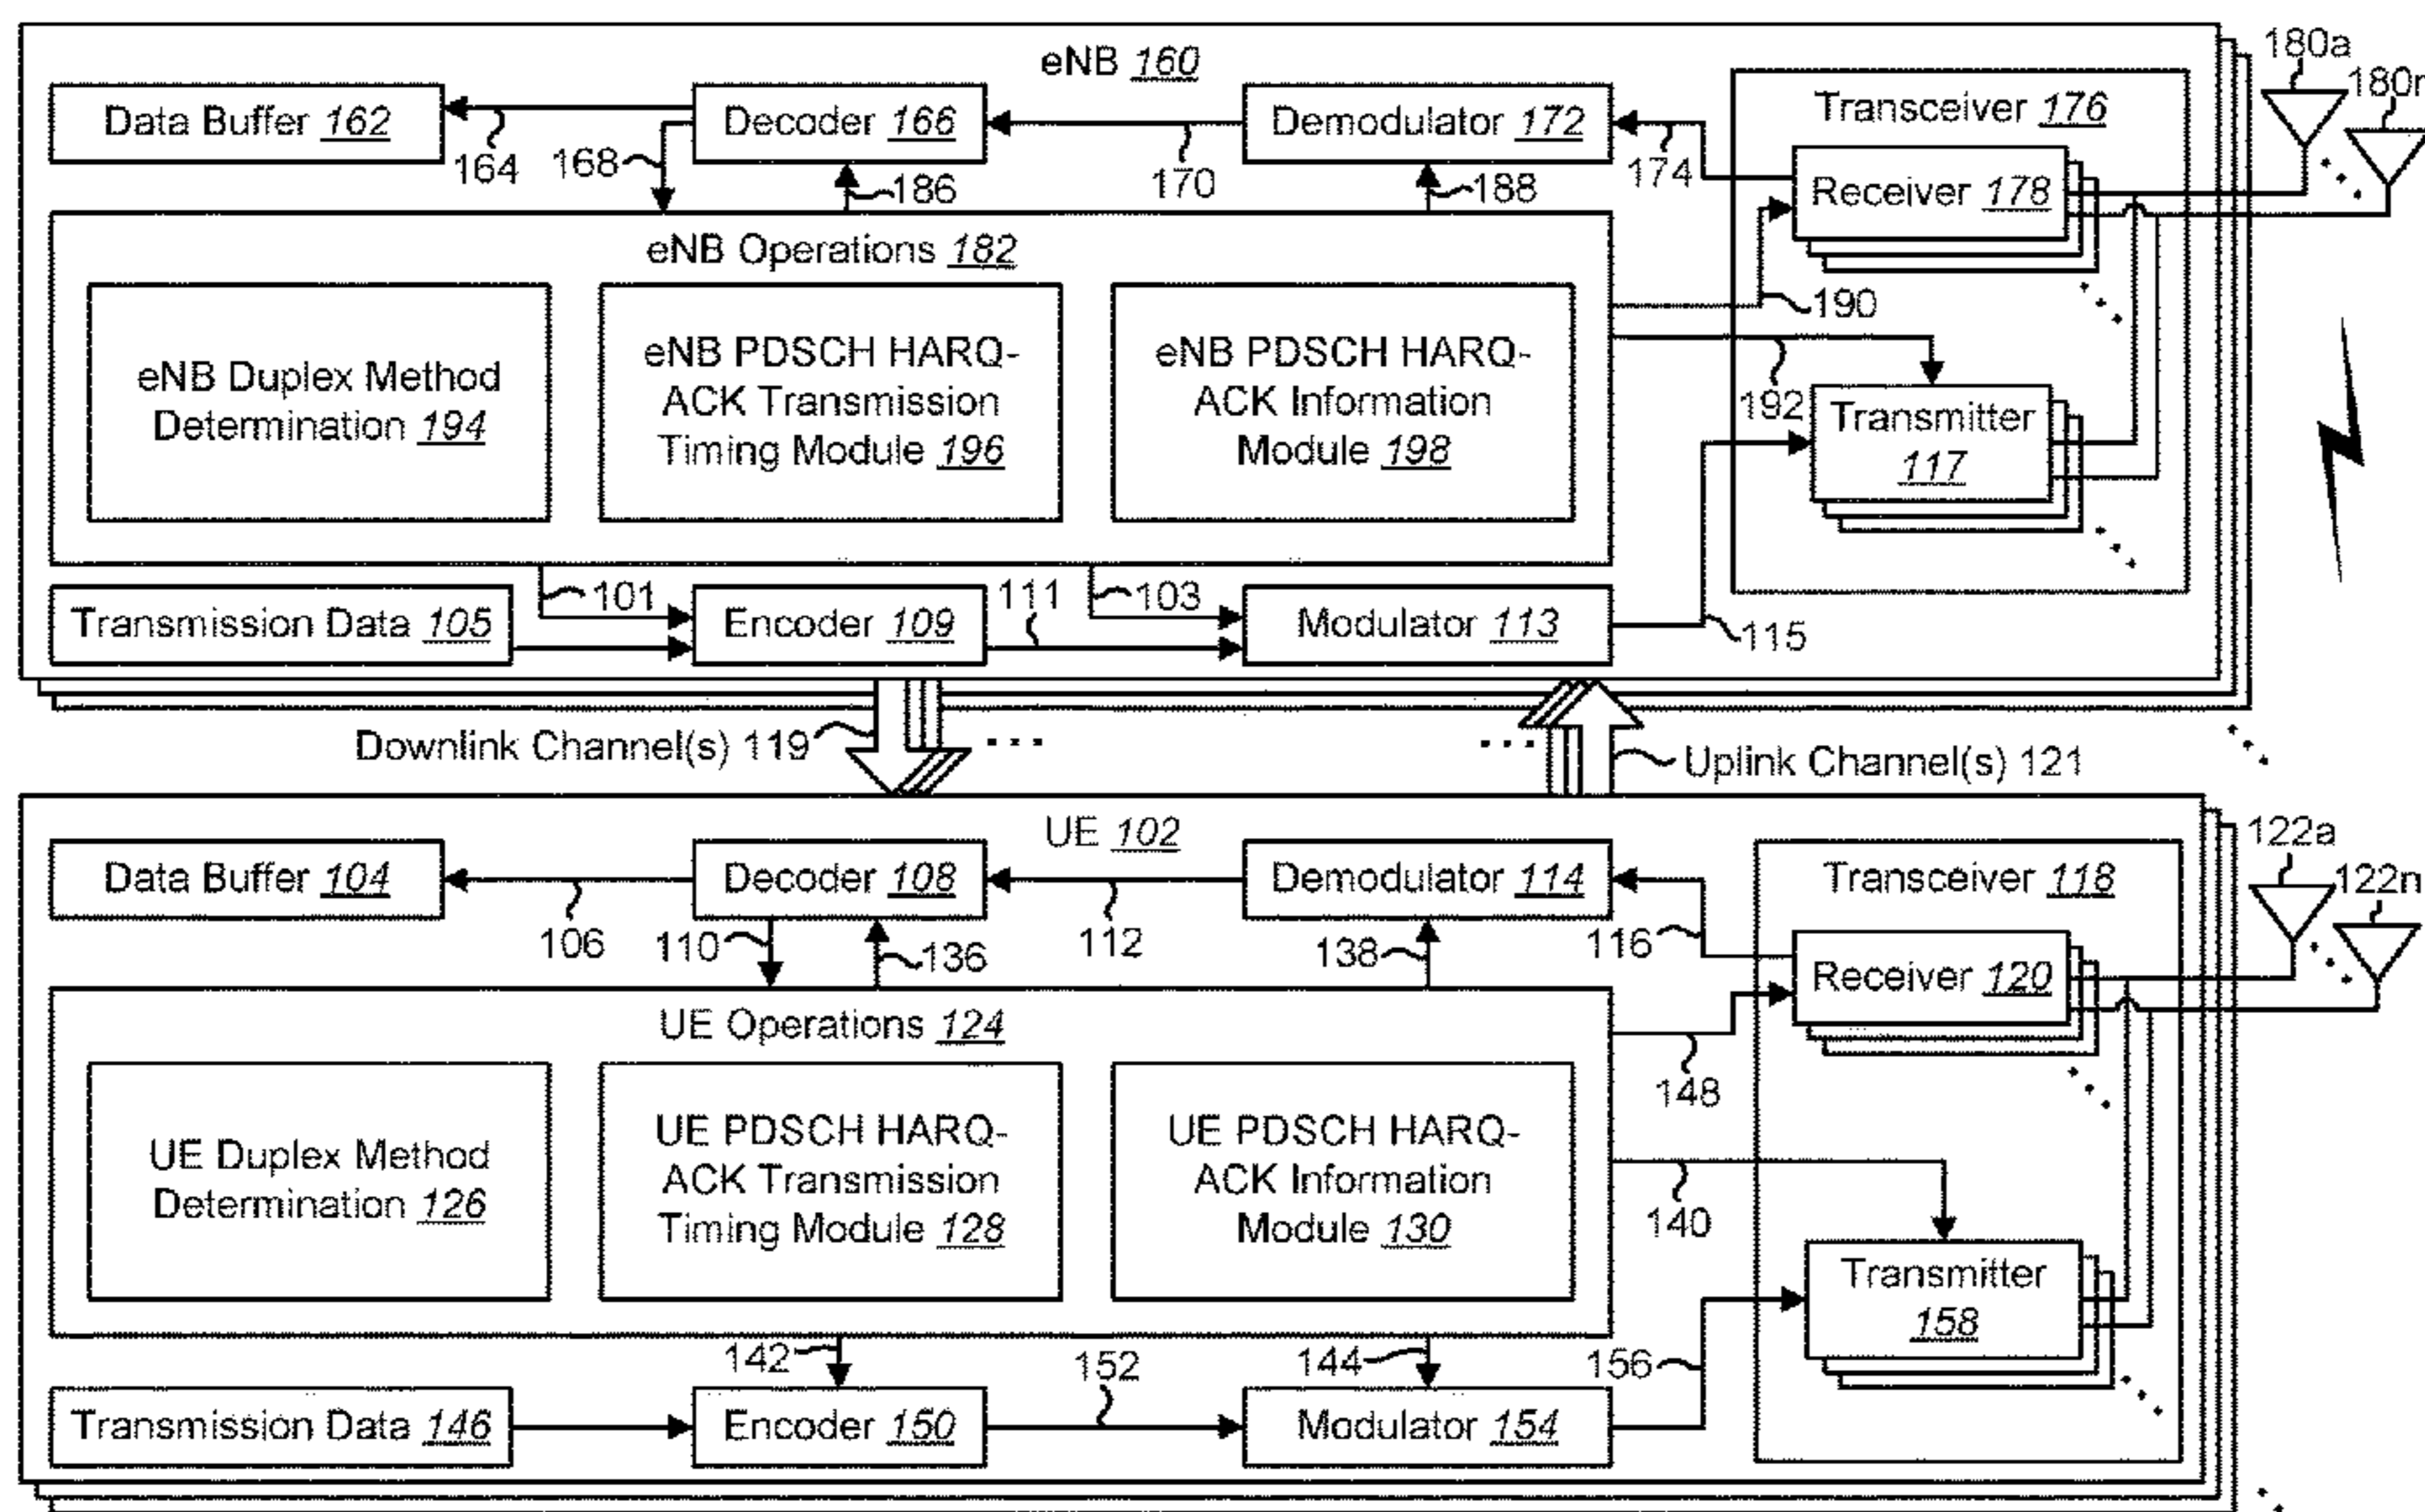 eNB 160
180a
180n
Data Buffer 162
Decoder 166
Demodulator 172
Transceiver 176
164
168
186
170
188
174
Receiver 178
eNB Operations 182
190
eNB Duplex Method
Determination 194
eNB PDSCH HARQ-
ACK Transmission
Timing Module 196
eNB PDSCH HARQ-
ACK Information
Module 198
192
Transmitter
117
101
111
103
115
Transmission Data 105
Encoder 109
Modulator 113
Downlink Channel(s) 119
...
...
Uplink Channel(s) 121
UE 102
122a
122n
Data Buffer 104
Decoder 108
Demodulator 114
Transceiver 118
106
110
136
112
138
116
Receiver 120
UE Operations 124
148
UE Duplex Method
Determination 126
UE PDSCH HARQ-
ACK Transmission
Timing Module 128
UE PDSCH HARQ-
ACK Information
Module 130
140
Transmitter
158
142
152
144
156
Transmission Data 146
Encoder 150
Modulator 154